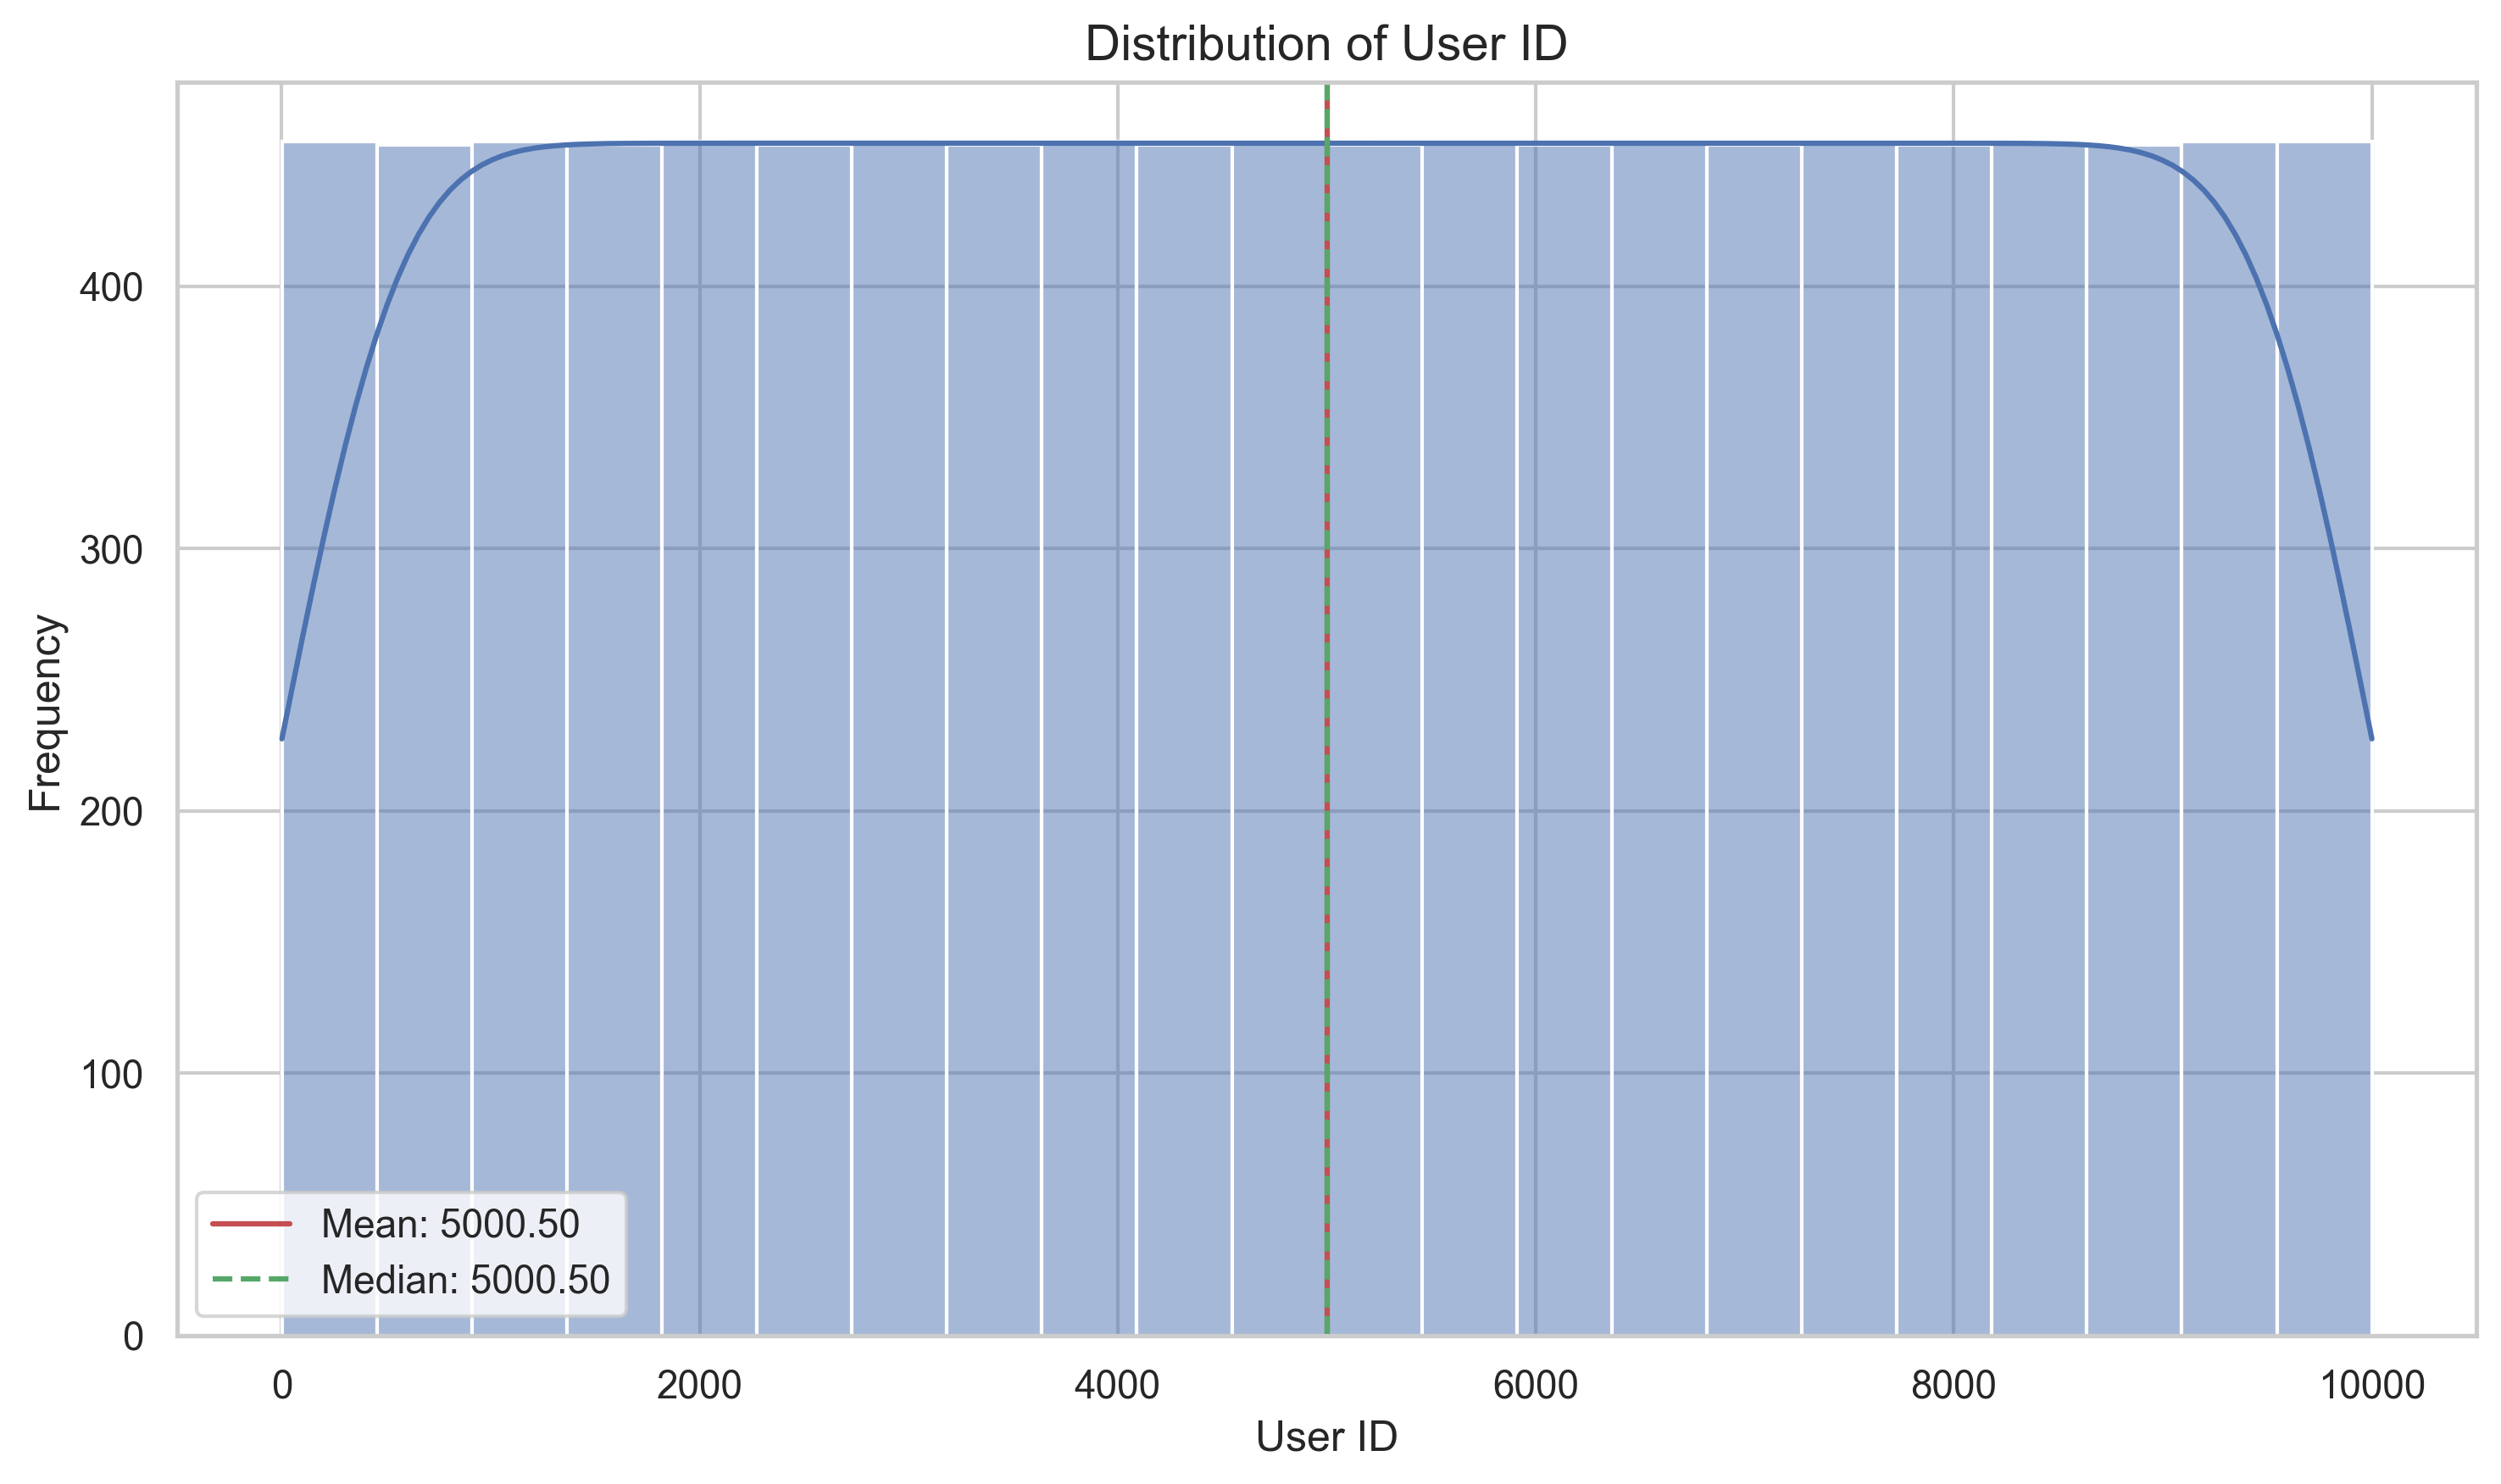 Distribution of User ID
Frequency
400
300
200
100
0
Mean: 5000.50
Median: 5000.50
0 2000 4000 6000 8000 10000
User ID